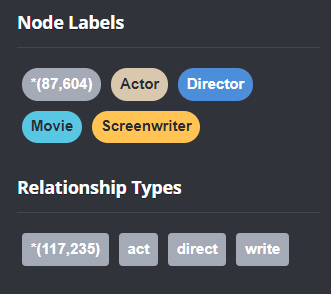 Node Labels
*(87,604) Actor Director
Movie Screenwriter
Relationship Types
*(117,235) act direct write